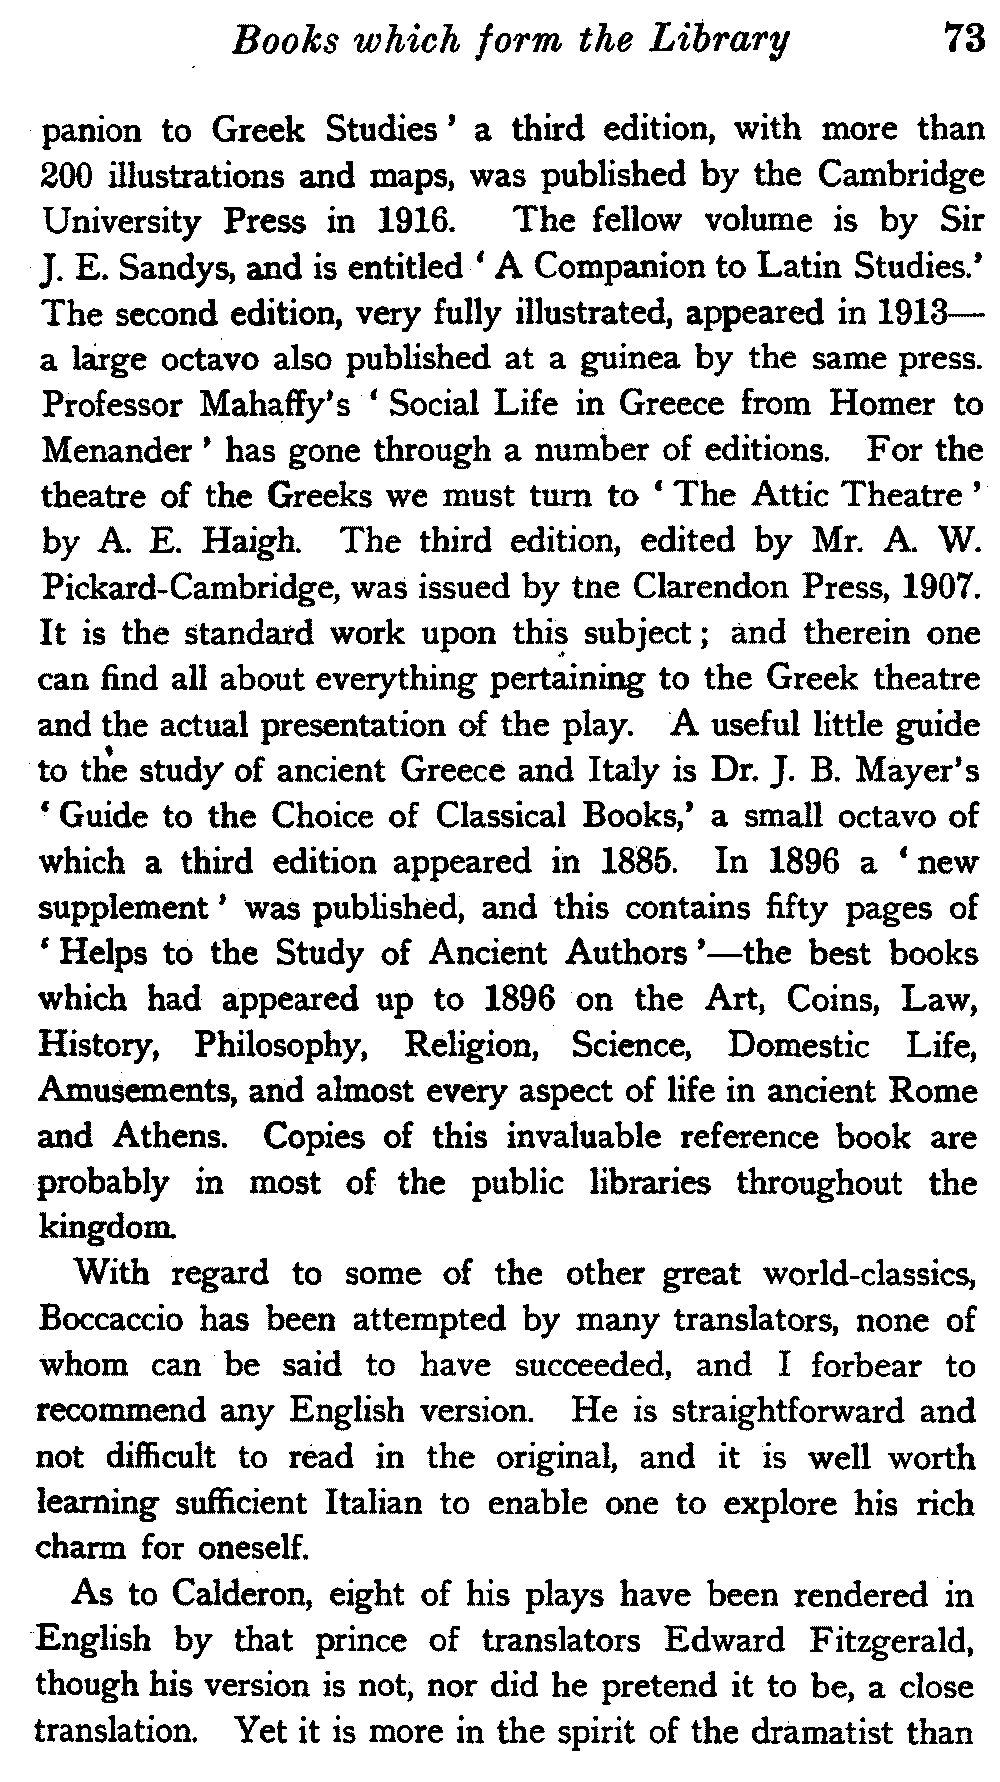 Books which form the Library 73
panion to Greek Studies ’ a third edition, with more than
200 illustrations and maps, was published by the Cambridge
University Press in 1916. The fellow volume is by Sir
J. E. Sandys, and is entitled ‘ A Companion to Latin Studies.’
The second edition, very fully illustrated, appeared in 1913—
a large octavo also published at a guinea by the same press.
Professor Mahaffy’s ‘ Social Life in Greece from Homer to
Menander ’ has gone through a number of editions. For the
theatre of the Greeks we must turn to ‘ The Attic Theatre ’
by A. E. Haigh. The third edition, edited by Mr. A. W.
Pickard-Cambridge, was issued by tne Clarendon Press, 1907.
It is the standard work upon this subject ; and therein one
can find all about everything pertaining to the Greek theatre
and the actual presentation of the play. A useful little guide
to the study of ancient Greece and Italy is Dr. J. B. Mayer’s
‘ Guide to the Choice of Classical Books,’ a small octavo of
which a third edition appeared in 1885. In 1896 a ‘ new
supplement ’ was published, and this contains fifty pages of
‘ Helps to the Study of Ancient Authors ’—the best books
which had appeared up to 1896 on the Art, Coins, Law,
History, Philosophy, Religion, Science, Domestic Life,
Amusements, and almost every aspect of life in ancient Rome
and Athens. Copies of this invaluable reference book are
probably in most of the public libraries throughout the
kingdom.
With regard to some of the other great world-classics,
Boccaccio has been attempted by many translators, none of
whom can be said to have succeeded, and I forbear to
recommend any English version. He is straightforward and
not difficult to read in the original, and it is well worth
learning sufficient Italian to enable one to explore his rich
charm for oneself.
As to Calderon, eight of his plays have been rendered in
English by that prince of translators Edward Fitzgerald,
though his version is not, nor did he pretend it to be, a close
translation. Yet it is more in the spirit of the dramatist than